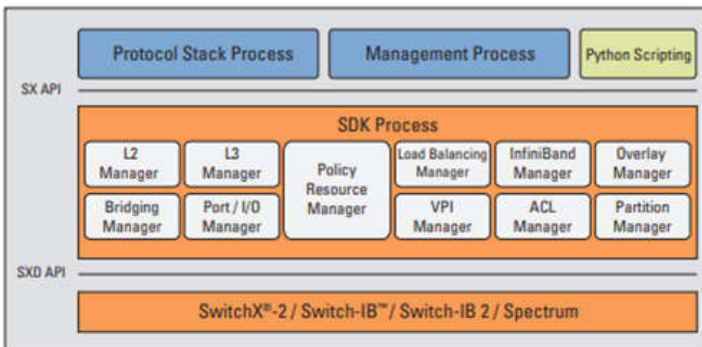 Protocol Stack Process
Management Process
Python Scripting
SX API
SDK Process
L2
Manager
L3
Manager
Policy
Resource
Manager
Load Balancing
Manager
InfiniBand
Manager
Overlay
Manager
Bridging
Manager
Port / I/O
Manager
VPI
Manager
ACL
Manager
Partition
Manager
SXD API
SwitchX®-2 / Switch-IB™/ Switch-IB 2 / Spectrum